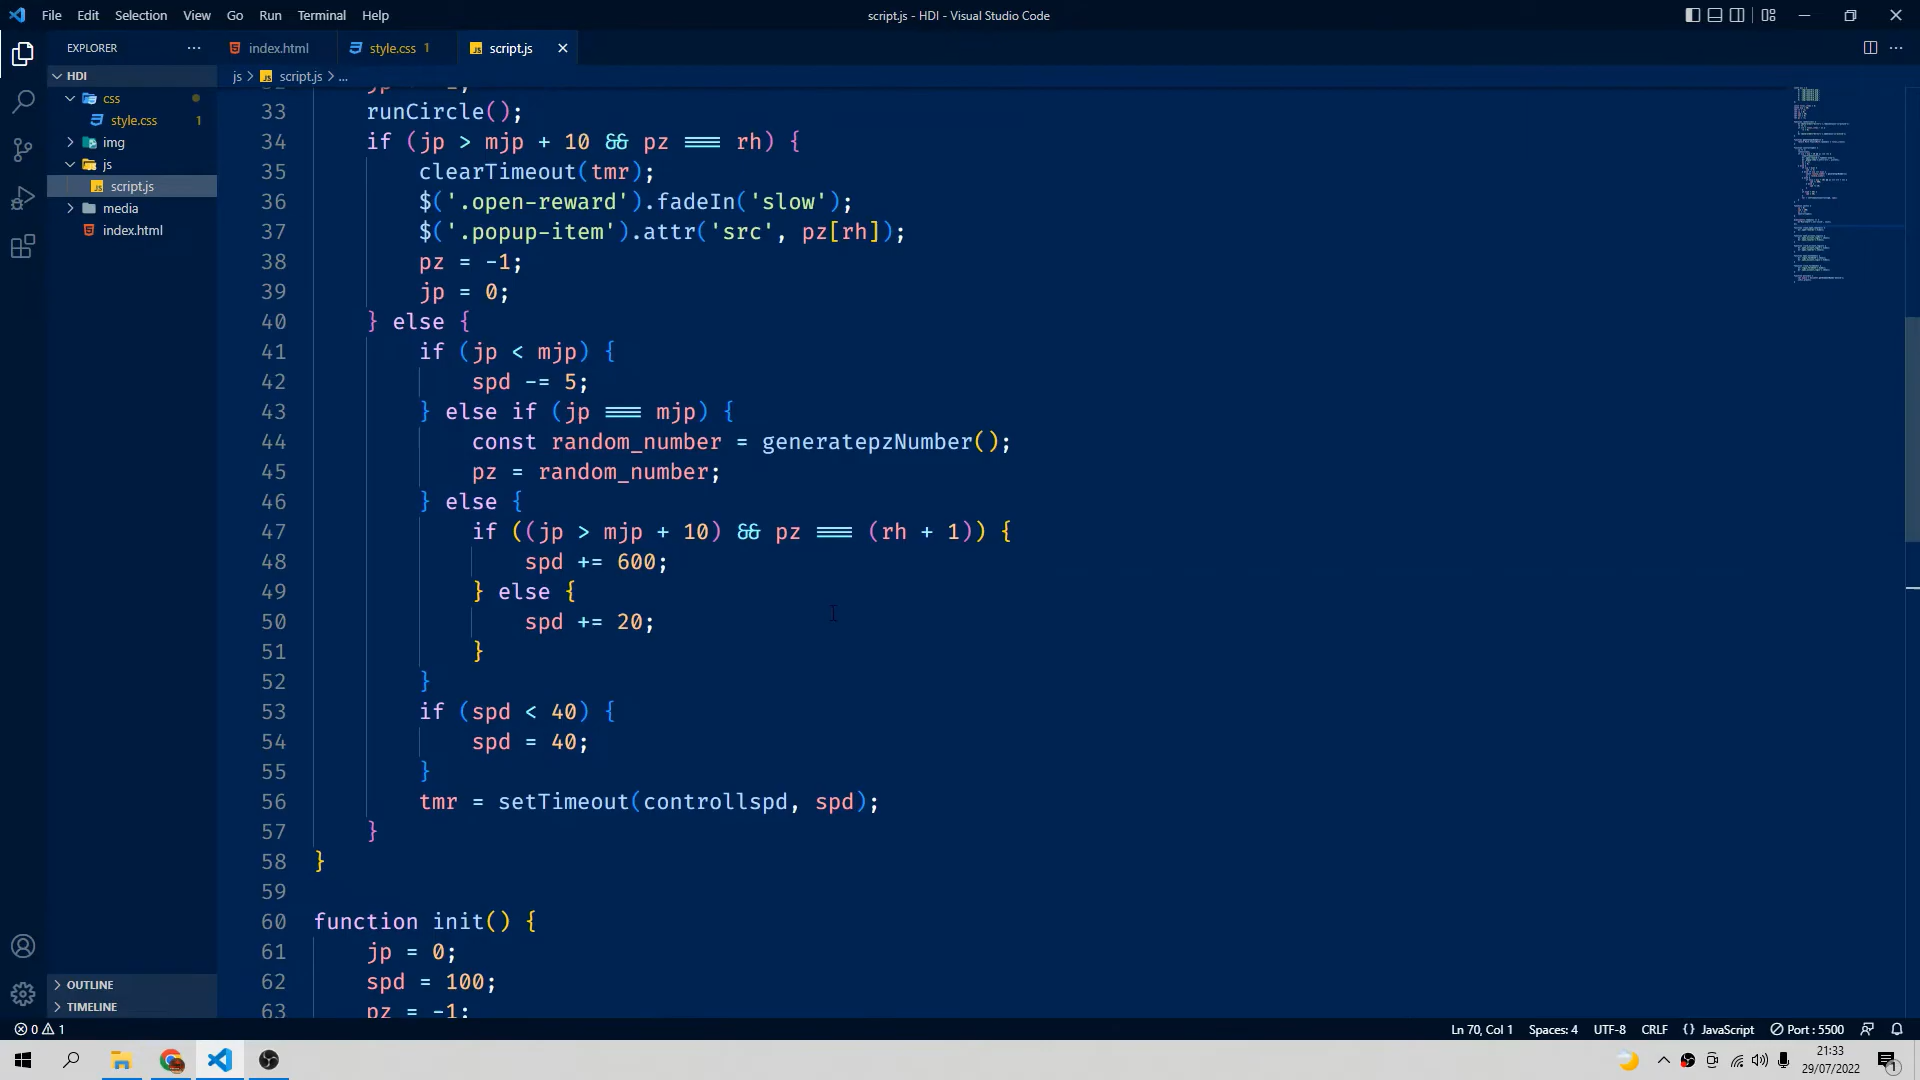 File Edit Selection View Go Run Terminal Help
script.js - HDI - Visual Studio Code
EXPLORER
index.html
style.css 1
script.js
HDI
css
style.css 1
img
js
script.js
media
index.html
OUTLINE
TIMELINE
js > script.js > ...
33 runCircle();
34 if (jp > mjp + 10 && pz === rh) {
35 clearTimeout(tmr);
36 $('.open-reward').fadeIn('slow');
37 $('.popup-item').attr('src', pz[rh]);
38 pz = -1;
39 jp = 0;
40 } else {
41 if (jp < mjp) {
42 spd -= 5;
43 } else if (jp === mjp) {
44 const random_number = generatepzNumber();
45 pz = random_number;
46 } else {
47 if ((jp > mjp + 10) && pz === (rh + 1)) {
48 spd += 600;
49 } else {
50 spd += 20;
51 }
52 }
53 if (spd < 40) {
54 spd = 40;
55 }
56 tmr = setTimeout(controllspd, spd);
57 }
58 }
59
60 function init() {
61 jp = 0;
62 spd = 100;
63 pz = -1;
0 1
Ln 70, Col 1 Spaces: 4 UTF-8 CRLF {} JavaScript Port : 5500
21:33
29/07/2022
1